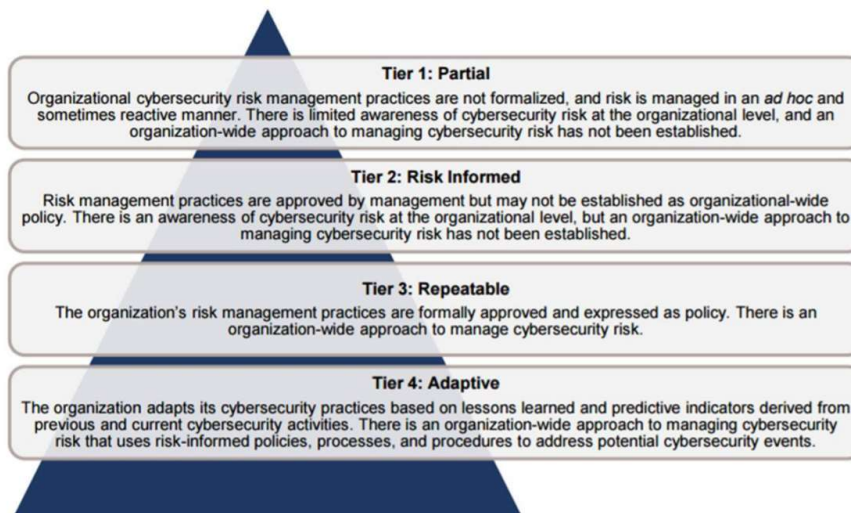 Tier 1: Partial
Organizational cybersecurity risk management practices are not formalized, and risk is managed in an ad hoc and
sometimes reactive manner. There is limited awareness of cybersecurity risk at the organizational level, and an
organization-wide approach to managing cybersecurity risk has not been established.
Tier 2: Risk Informed
Risk management practices are approved by management but may not be established as organizational-wide
policy. There is an awareness of cybersecurity risk at the organizational level, but an organization-wide approach to
managing cybersecurity risk has not been established.
Tier 3: Repeatable
The organization’s risk management practices are formally approved and expressed as policy. There is an
organization-wide approach to manage cybersecurity risk.
Tier 4: Adaptive
The organization adapts its cybersecurity practices based on lessons learned and predictive indicators derived from
previous and current cybersecurity activities. There is an organization-wide approach to managing cybersecurity
risk that uses risk-informed policies, processes, and procedures to address potential cybersecurity events.